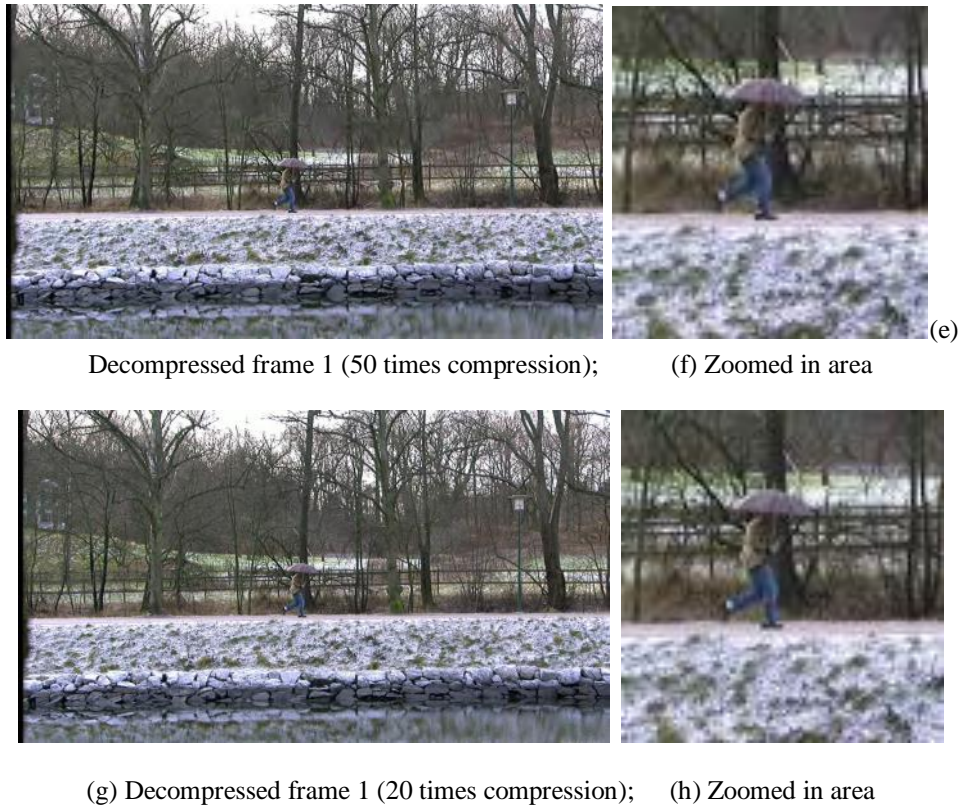 (e)
Decompressed frame 1 (50 times compression); (f) Zoomed in area
(g) Decompressed frame 1 (20 times compression); (h) Zoomed in area